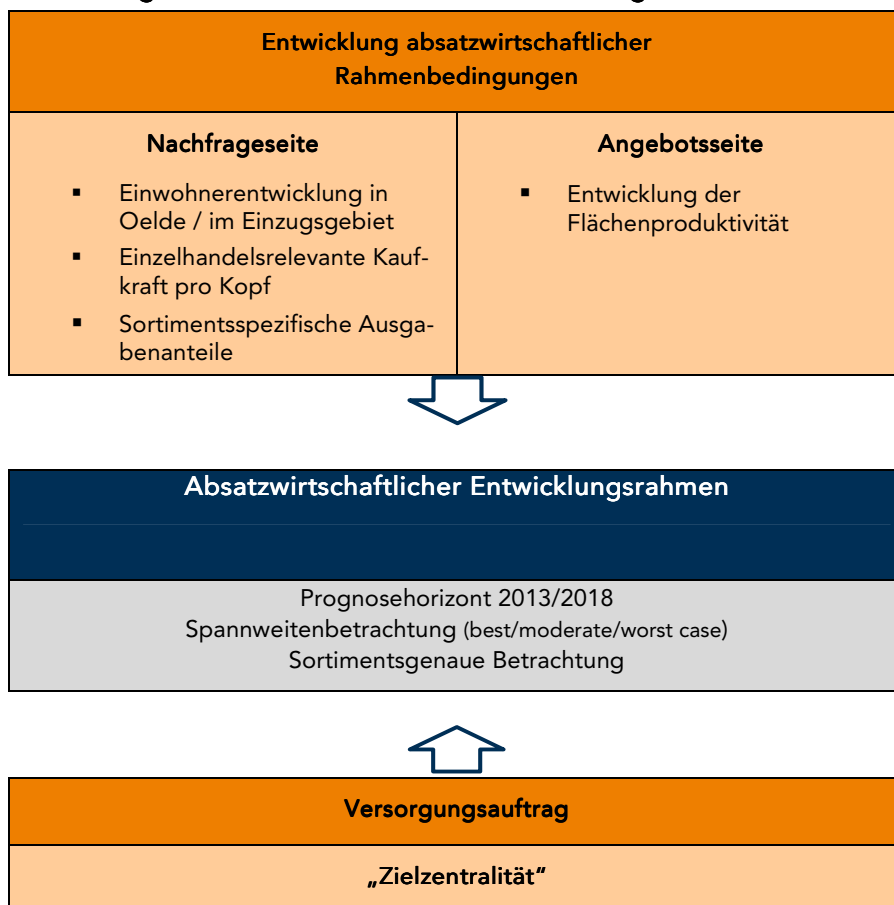 Entwicklung absatzwirtschaftlicher
Rahmenbedingungen
Nachfrageseite
▪ Einwohnerentwicklung in
Oelde / im Einzugsgebiet
▪ Einzelhandelsrelevante Kauf-
kraft pro Kopf
▪ Sortimentsspezifische Ausga-
benanteile
Angebotsseite
▪ Entwicklung der
Flächenproduktivität
Absatzwirtschaftlicher Entwicklungsrahmen
Prognosehorizont 2013/2018
Spannweitenbetrachtung (best/moderate/worst case)
Sortimentsgenaue Betrachtung
Versorgungsauftrag
„Zielzentralität“